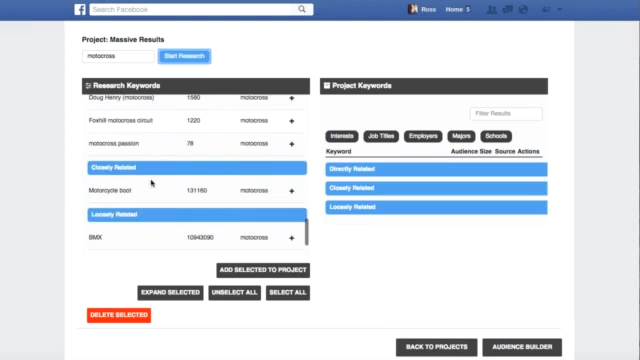 Search Facebook
Ross
Home 5
Project: Massive Results
motocross
Start Research
Research Keywords
Doug Henry (motocross) 1580 motocross +
Foxhill motocross circuit 1220 motocross +
motocross passion 78 motocross +
Closely Related
Motorcycle boot 131160 motocross +
Loosely Related
BMX 10943090 motocross +
ADD SELECTED TO PROJECT
EXPAND SELECTED UNSELECT ALL SELECT ALL
DELETE SELECTED
Project Keywords
Filter Results
Interests Job Titles Employers Majors Schools
Keyword Audience Size Source Actions
Directly Related
Closely Related
Loosely Related
BACK TO PROJECTS AUDIENCE BUILDER